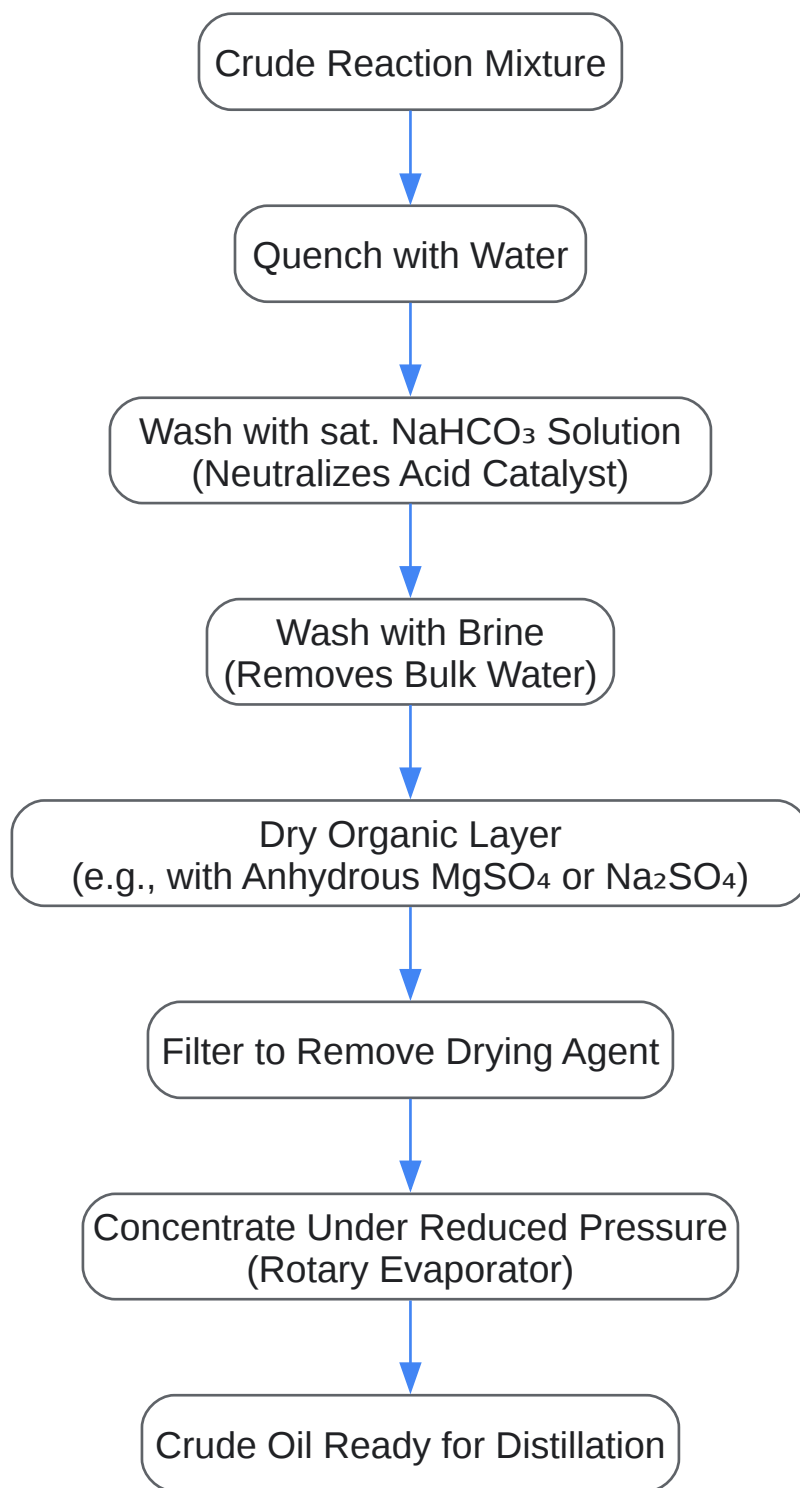 Crude Reaction Mixture
Quench with Water
Wash with sat. NaHCO₃ Solution
(Neutralizes Acid Catalyst)
Wash with Brine
(Removes Bulk Water)
Dry Organic Layer
(e.g., with Anhydrous MgSO₄ or Na₂SO₄)
Filter to Remove Drying Agent
Concentrate Under Reduced Pressure
(Rotary Evaporator)
Crude Oil Ready for Distillation